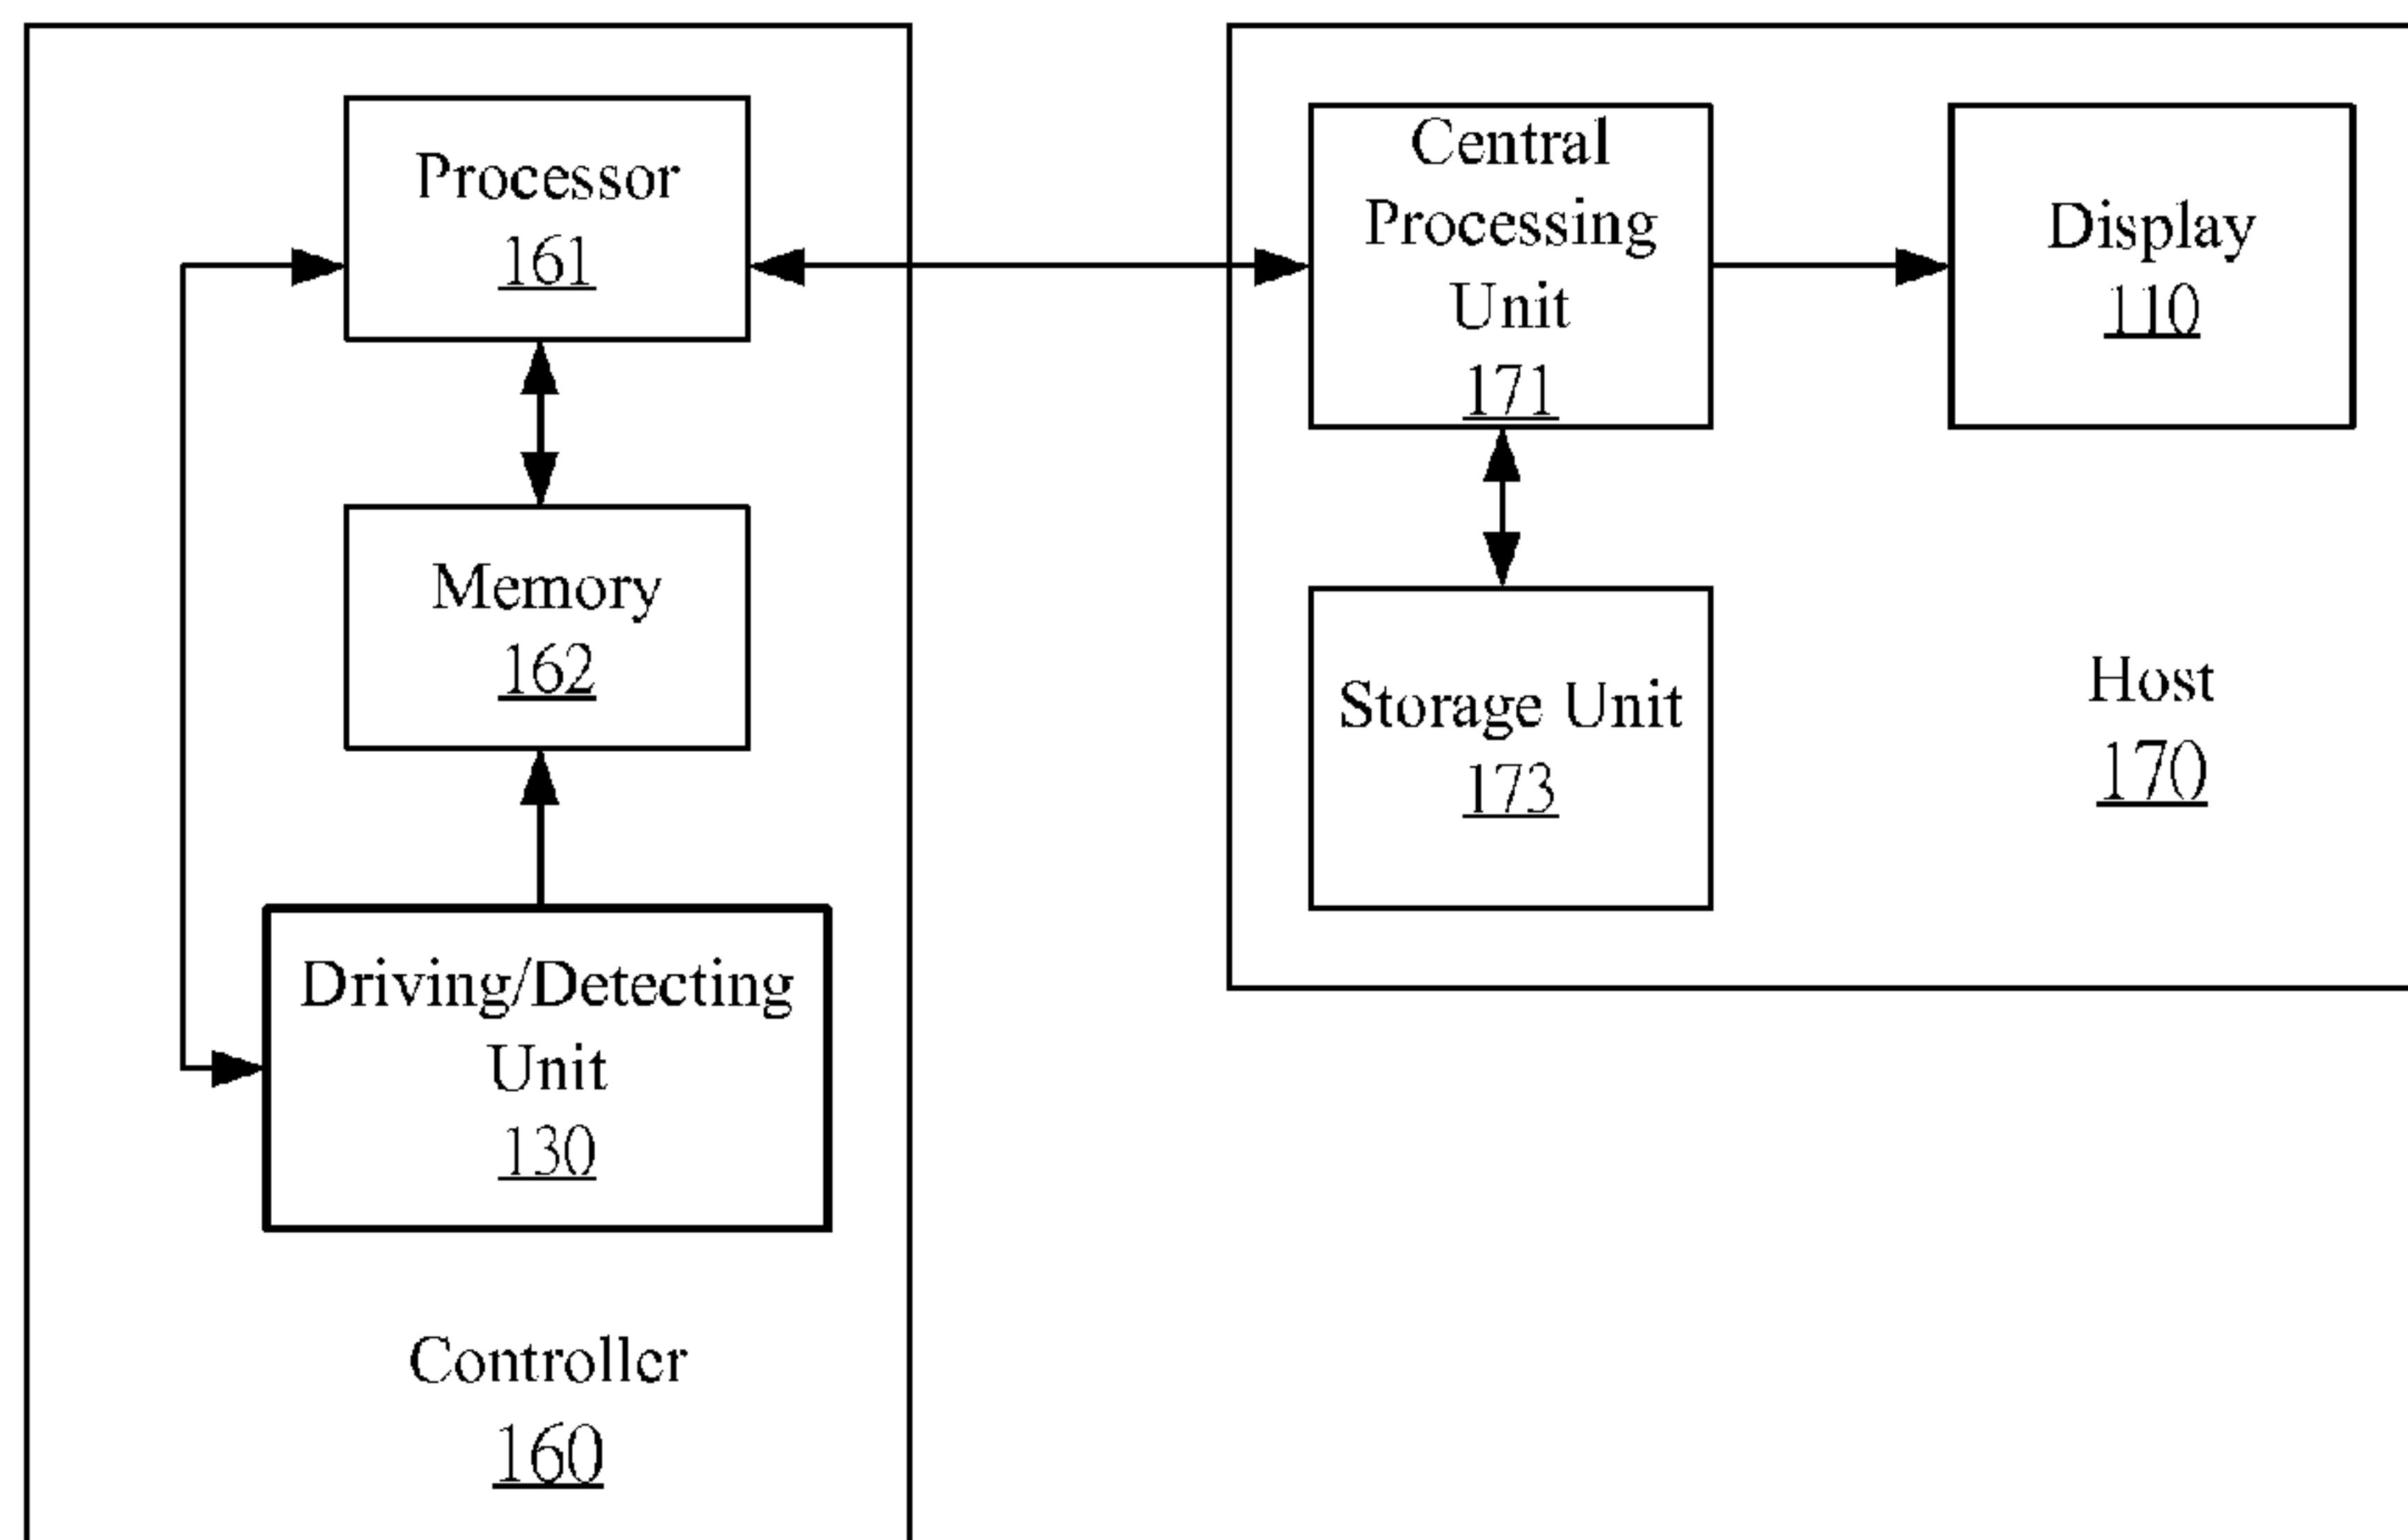 Processor
161
Memory
162
Driving/Detecting
Unit
130
Controller
160
Central
Processing
Unit
171
Storage Unit
173
Display
110
Host
170